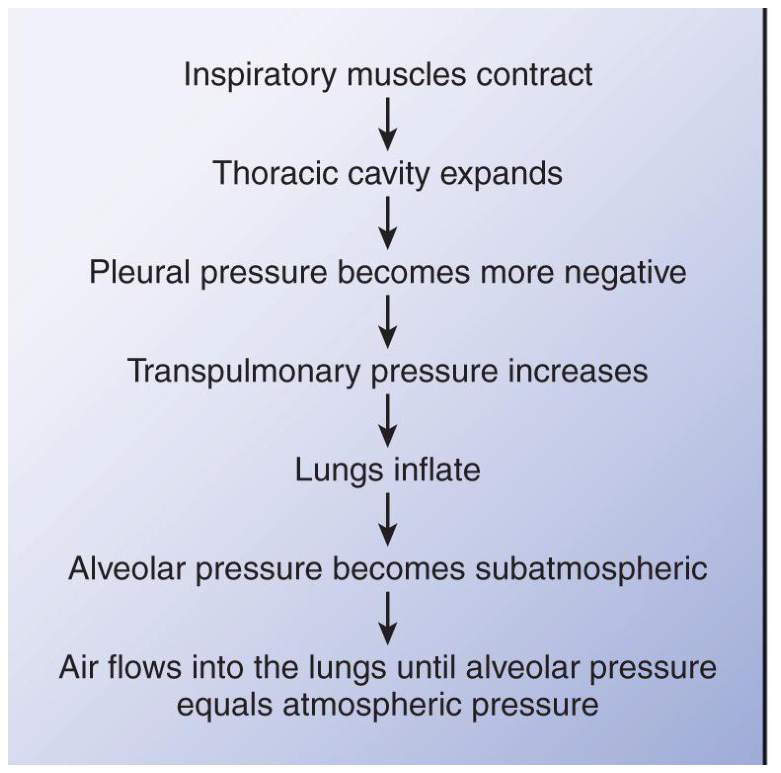 Inspiratory muscles contract
Thoracic cavity expands
Pleural pressure becomes more negative
Transpulmonary pressure increases
Lungs inflate
Alveolar pressure becomes subatmospheric
Air flows into the lungs until alveolar pressure
equals atmospheric pressure